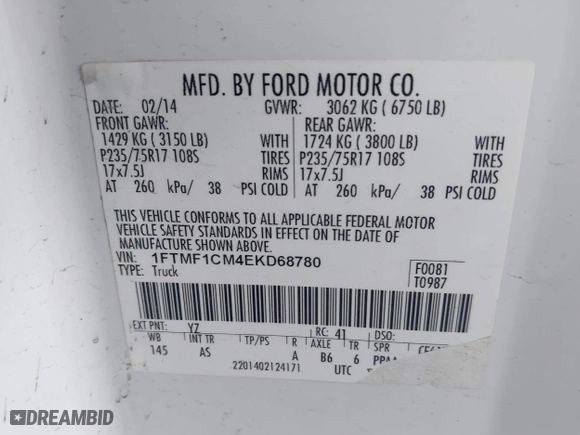 MFD. BY FORD MOTOR CO.
DATE: 02/14 GVWR: 3062 KG ( 6750 LB)
FRONT GAWR: REAR GAWR:
1429 KG ( 3150 LB) WITH 1724 KG ( 3800 LB) WITH
P235/75R17 108S TIRES P235/75R17 108S TIRES
17x7.5J RIMS 17x7.5J RIMS
AT 260 kPa/ 38 PSI COLD AT 260 kPa/ 38 PSI COLD
THIS VEHICLE CONFORMS TO ALL APPLICABLE FEDERAL MOTOR
VEHICLE SAFETY STANDARDS IN EFFECT ON THE DATE OF
MANUFACTURE SHOWN ABOVE.
VIN: 1FTMF1CM4EKD68780 F0081
TYPE: Truck T0987
EXT PNT: YZ RC: 41 DSO:
WB INT TR TP/PS R AXLE TR SPR
145 AS A B6 6
2201402124171 UTC
DREAMBID